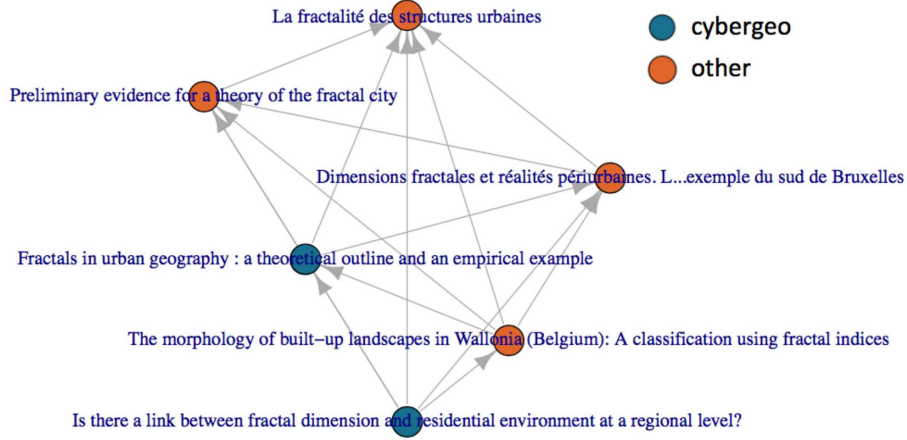 La fractalité des structures urbaines
cybergeo
other
Preliminary evidence for a theory of the fractal city
Dimensions fractales et réalités périurbaines. L...exemple du sud de Bruxelles
Fractals in urban geography : a theoretical outline and an empirical example
The morphology of built−up landscapes in Wallonia (Belgium): A classification using fractal indices
Is there a link between fractal dimension and residential environment at a regional level?